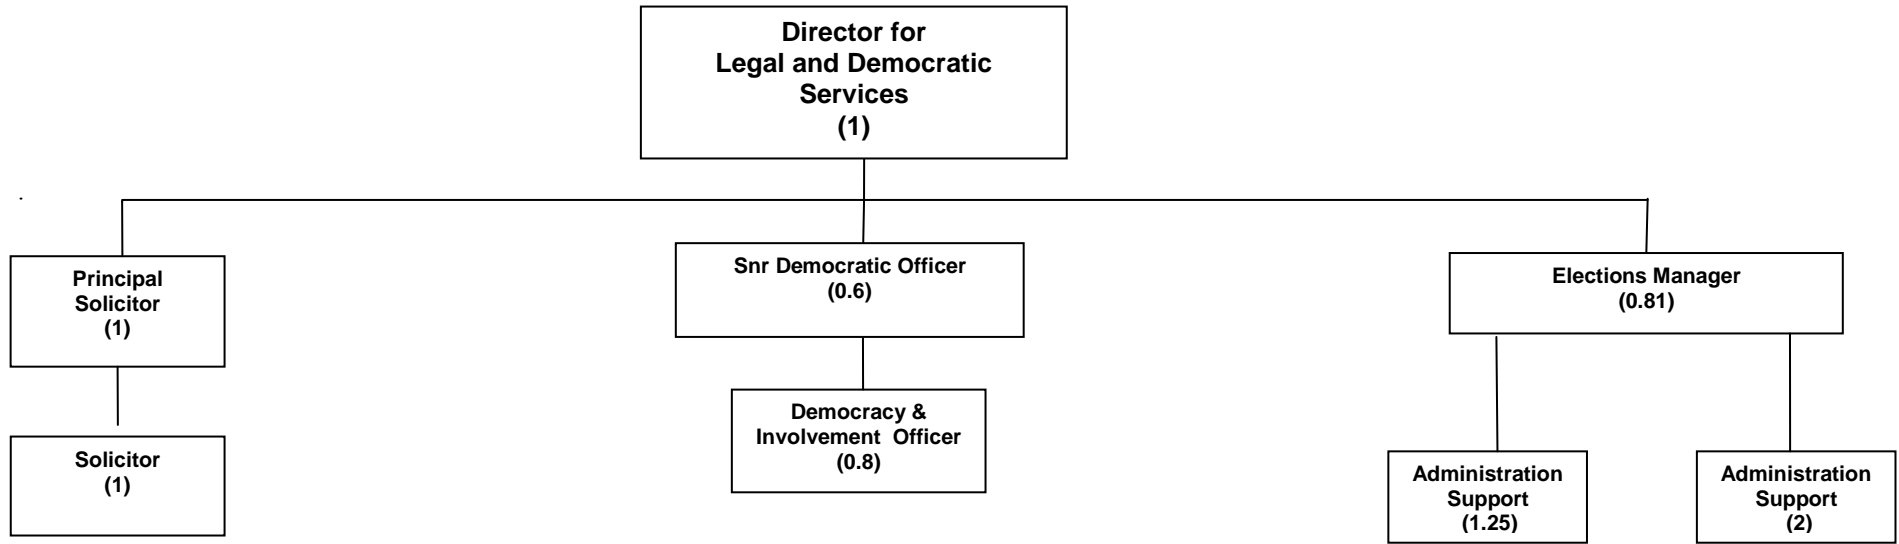 Director for
Legal and Democratic
Services
(1)
Principal
Solicitor
(1)
Snr Democratic Officer
(0.6)
Elections Manager
(0.81)
Solicitor
(1)
Democracy &
Involvement Officer
(0.8)
Administration
Support
(1.25)
Administration
Support
(2)